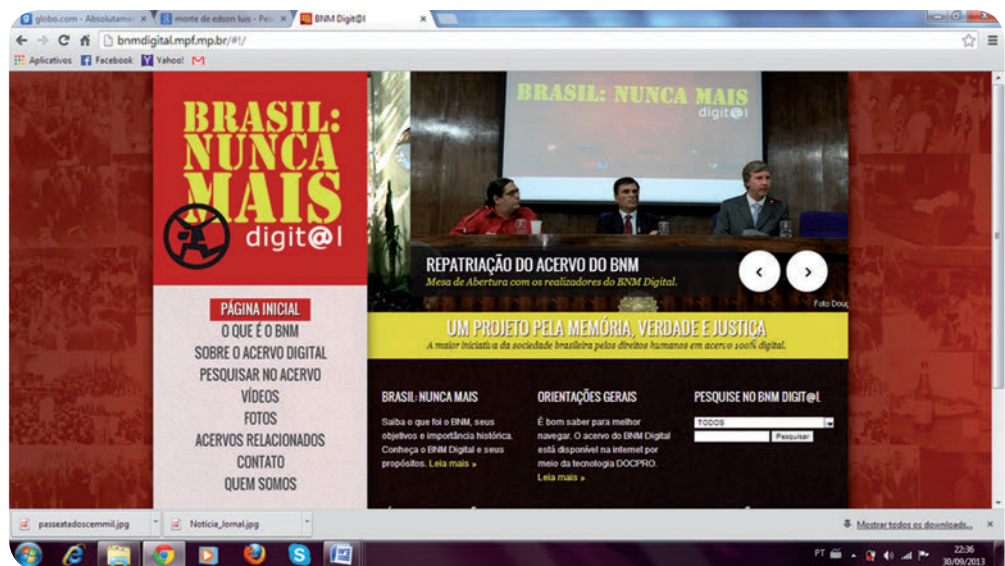 globo.com - Absolutamen
morte de edson luis - Pes
BNM Digit@l
bnmdigital.mpf.mp.br/#!/
Aplicativos
Facebook
Yahoo!
BRASIL:
NUNCA
MAIS
digit@l
BRASIL: NUNCA MAIS
digit@l
REPATRIAÇÃO DO ACERVO DO BNM
Mesa de Abertura com os realizadores do BNM Digital.
Foto Doug
UM PROJETO PELA MEMÓRIA, VERDADE E JUSTIÇA
A maior iniciativa da sociedade brasileira pelos direitos humanos em acervo 100% digital.
PÁGINA INICIAL
O QUE É O BNM
SOBRE O ACERVO DIGITAL
PESQUISAR NO ACERVO
VÍDEOS
FOTOS
ACERVOS RELACIONADOS
CONTATO
QUEM SOMOS
BRASIL: NUNCA MAIS
Saiba o que foi o BNM, seus
objetivos e importância histórica.
Conheça o BNM Digital e seus
propósitos. Leia mais »
ORIENTAÇÕES GERAIS
É bom saber para melhor
navegar. O acervo do BNM Digital
está disponível na internet por
meio da tecnologia DOCPRO.
Leia mais »
PESQUISE NO BNM DIGIT@L
TODOS
Pesquisar
passeatadoscemmil.jpg
Noticia_Jornal.jpg
Mostrar todos os downloads...
PT
22:36
30/09/2013